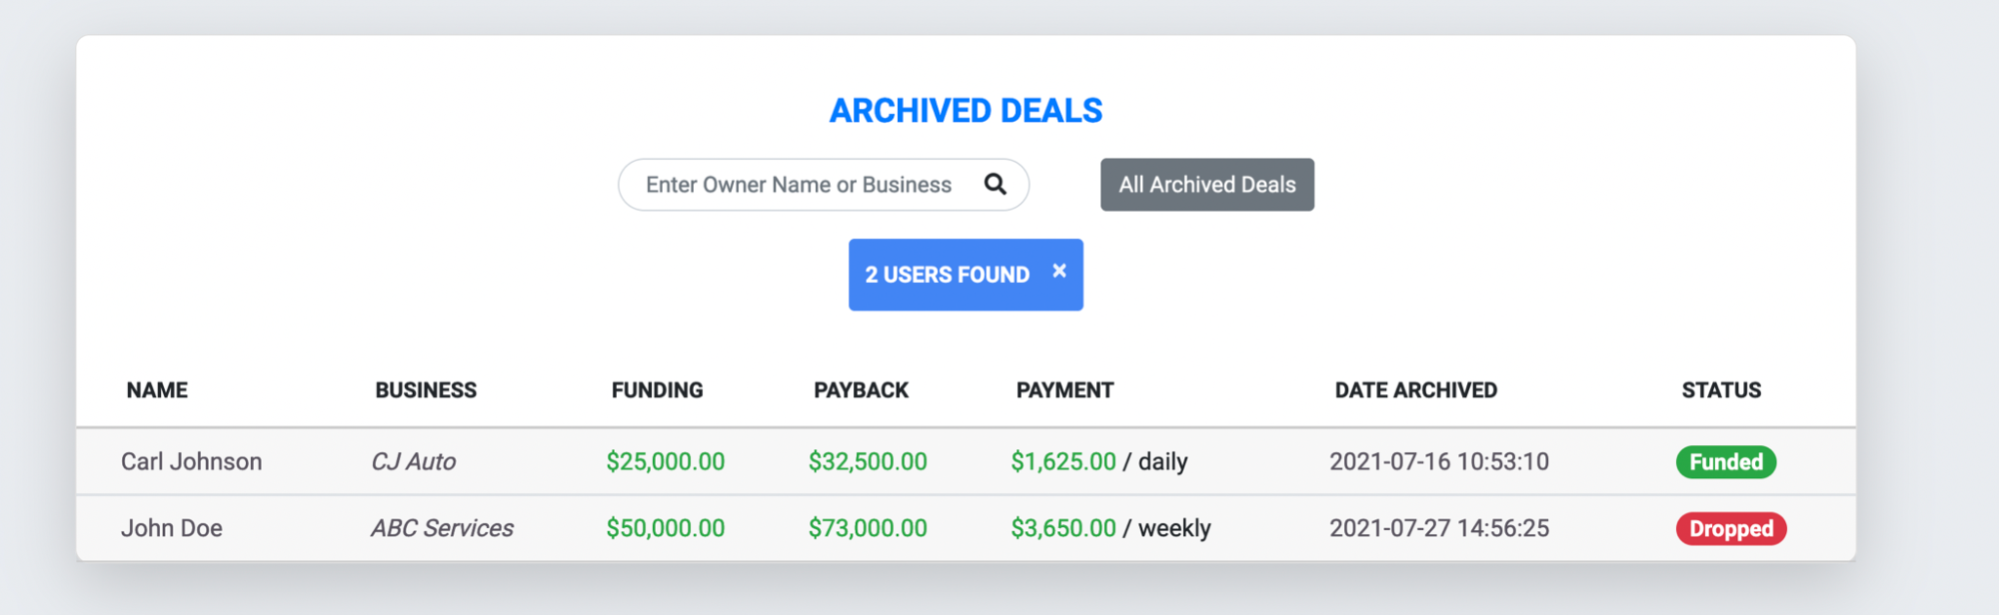 ARCHIVED DEALS
Enter Owner Name or Business
All Archived Deals
2 USERS FOUND ×
NAME BUSINESS FUNDING PAYBACK PAYMENT DATE ARCHIVED STATUS
Carl Johnson CJ Auto $25,000.00 $32,500.00 $1,625.00 / daily 2021-07-16 10:53:10 Funded
John Doe ABC Services $50,000.00 $73,000.00 $3,650.00 / weekly 2021-07-27 14:56:25 Dropped